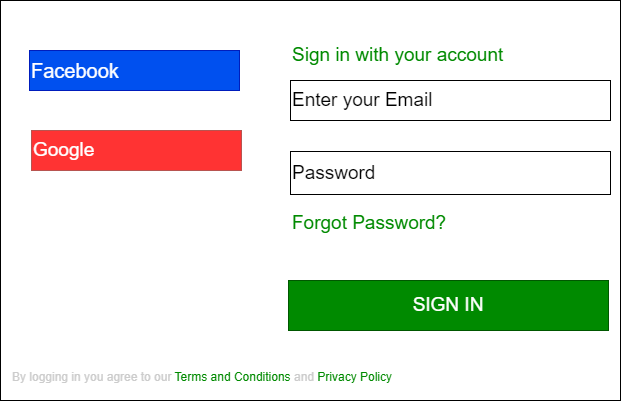 Facebook
Google
Sign in with your account
Enter your Email
Password
Forgot Password?
SIGN IN
By logging in you agree to our Terms and Conditions and Privacy Policy